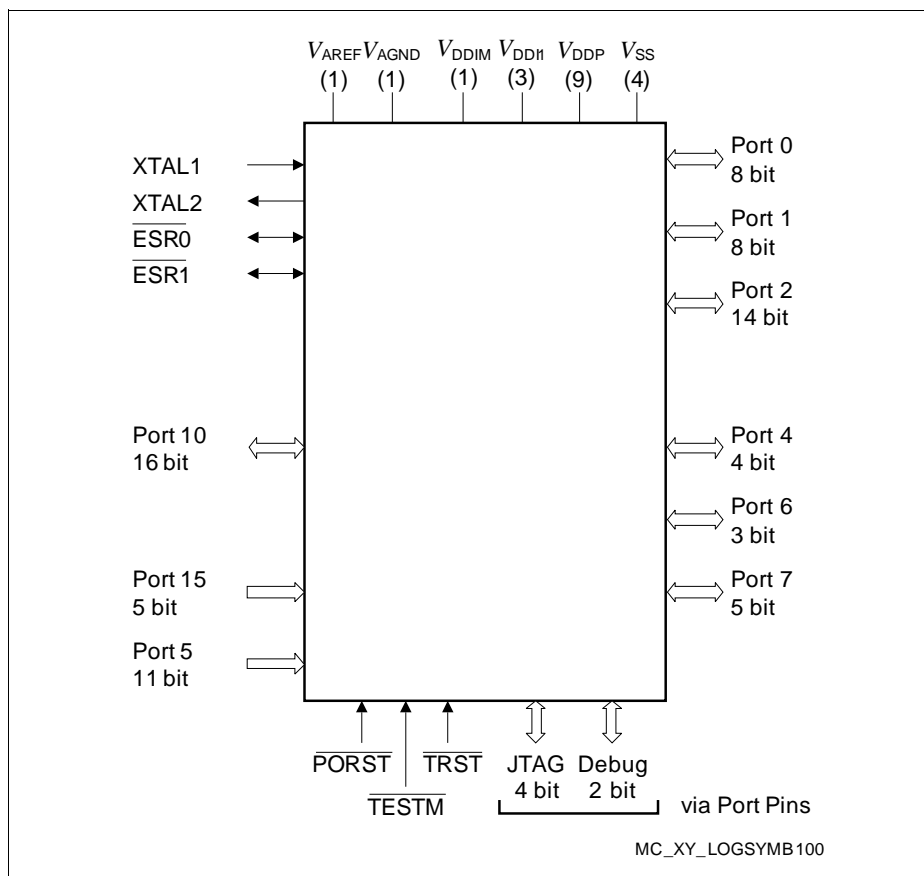 VAREF VAGND VDDIM VDDI1 VDDP VSS
(1) (1) (1) (3) (9) (4)
XTAL1
XTAL2
ESR0
ESR1
Port 10
16 bit
Port 15
5 bit
Port 5
11 bit
Port 0
8 bit
Port 1
8 bit
Port 2
14 bit
Port 4
4 bit
Port 6
3 bit
Port 7
5 bit
PORST
TESTM
TRST
JTAG
4 bit
Debug
2 bit
via Port Pins
MC_XY_LOGSYMB100